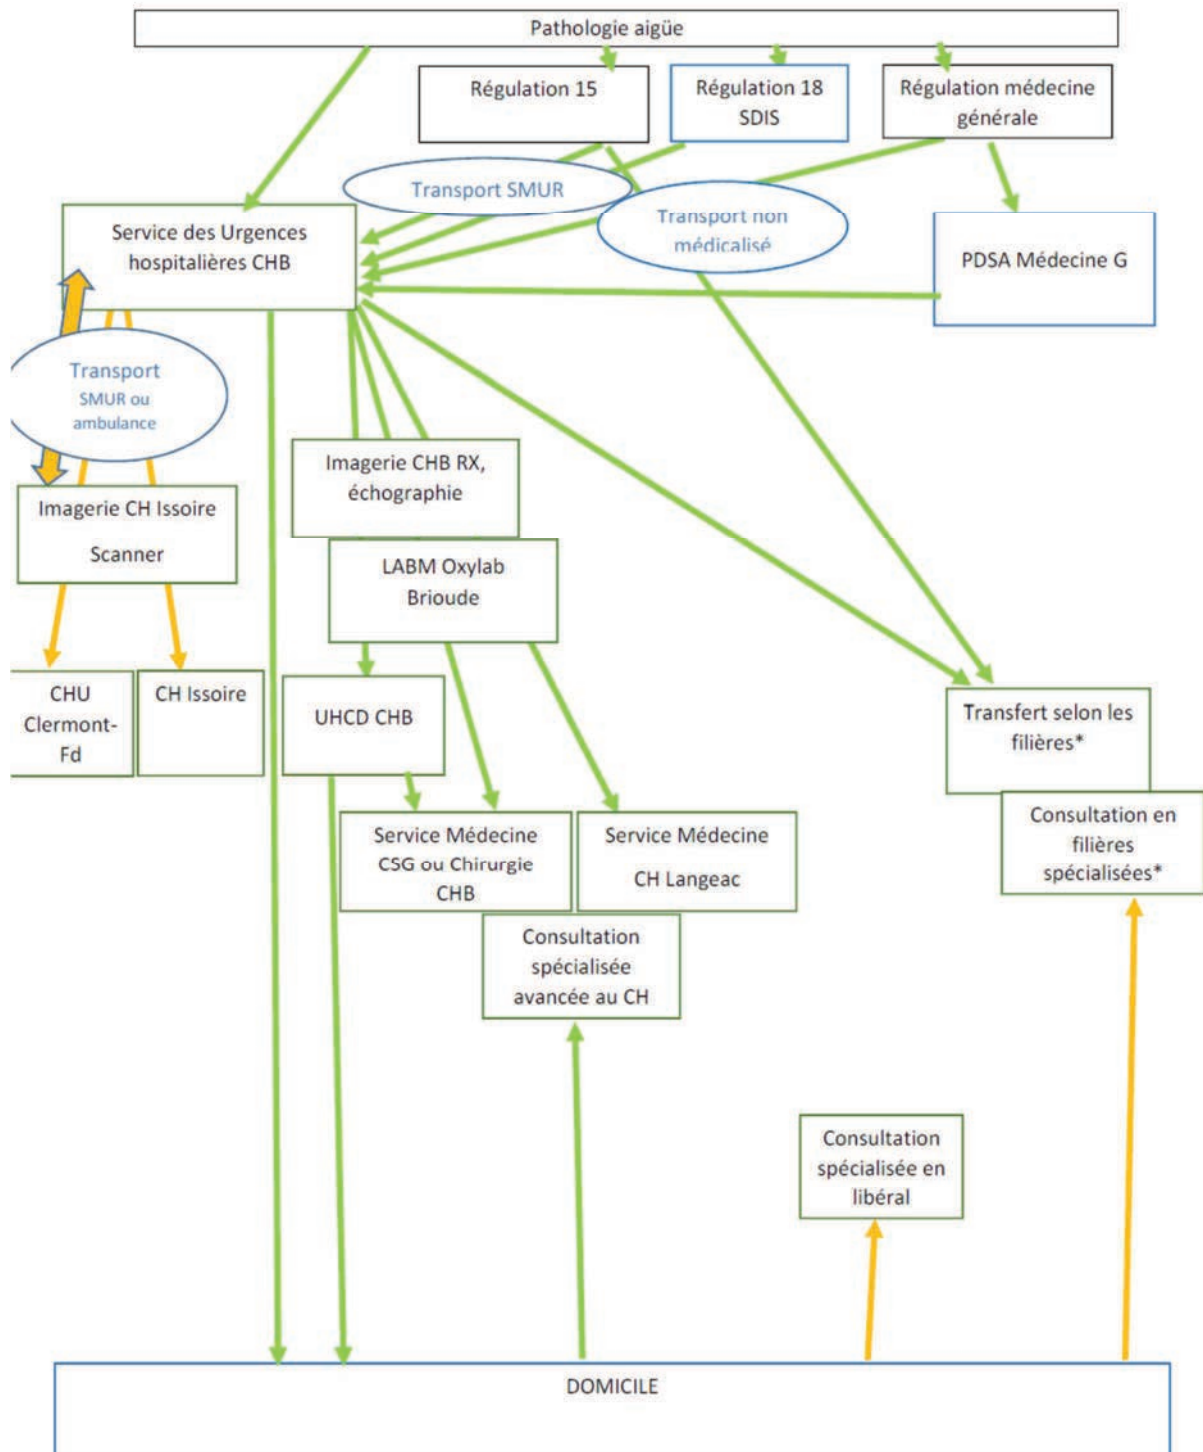 Pathologie aigüe
Régulation 15
Régulation 18
SDIS
Régulation médecine
générale
Transport SMUR
Transport non
médicalisé
Service des Urgences
hospitalières CHB
PDSA Médecine G
Transport
SMUR ou
ambulance
Imagerie CHB RX,
échographie
Imagerie CH Issoire
Scanner
LABM Oxylab
Brioude
CHU
Clermont-
Fd
CH Issoire
UHCD CHB
Transfert selon les
filières*
Service Médecine
CSG ou Chirurgie
CHB
Service Médecine
CH Langeac
Consultation en
filières
spécialisées*
Consultation
spécialisée
avancée au CH
Consultation
spécialisée en
libéral
DOMICILE